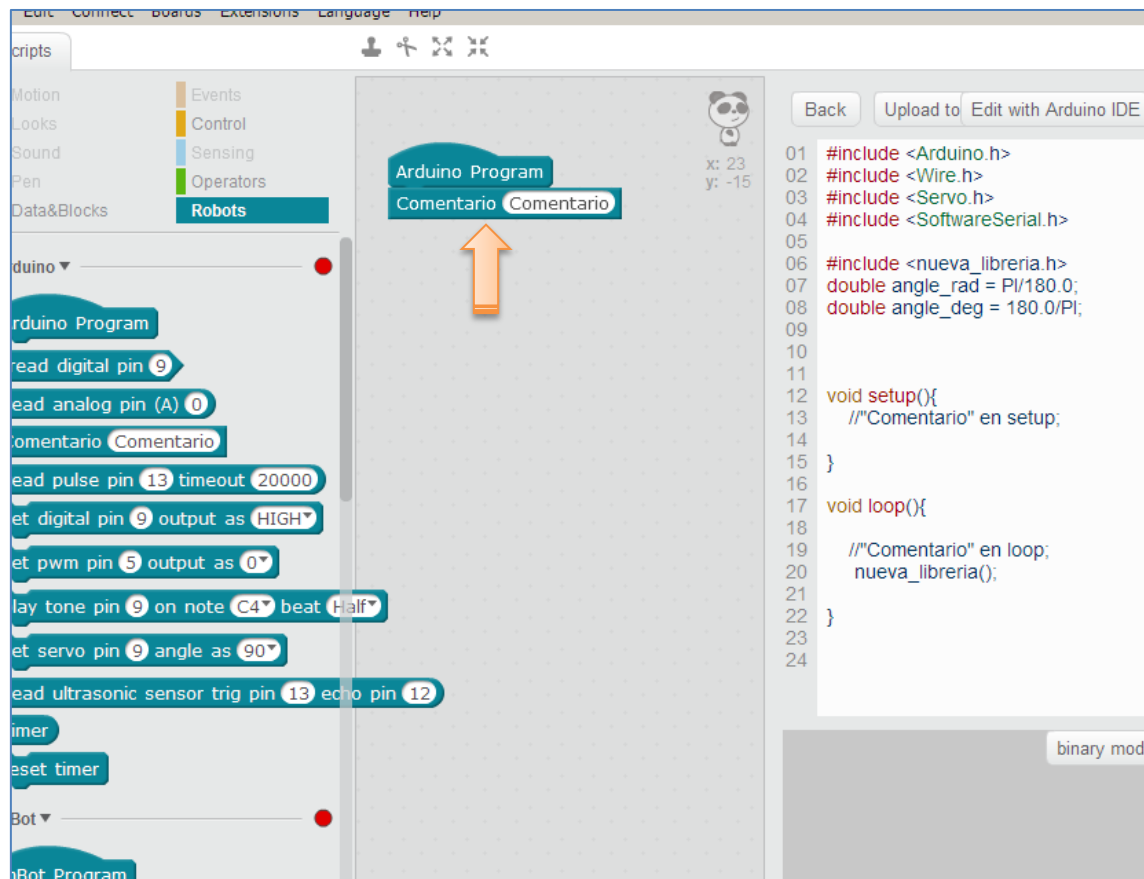 Edit Connect Boards Extensions Language Help
cripts
Motion Events
Looks Control
Sound Sensing
Pen Operators
Data&Blocks Robots
duino
rduino Program
read digital pin 9
ead analog pin (A) 0
omentario Comentario
ead pulse pin 13 timeout 20000
et digital pin 9 output as HIGH
et pwm pin 5 output as 0
lay tone pin 9 on note C4 beat Half
et servo pin 9 angle as 90
ead ultrasonic sensor trig pin 13 echo pin 12
imer
eset timer
Bot
Bot Program
Arduino Program
Comentario Comentario
x: 23
y: -15
Back Upload to Edit with Arduino IDE
01 #include <Arduino.h>
02 #include <Wire.h>
03 #include <Servo.h>
04 #include <SoftwareSerial.h>
05
06 #include <nueva_libreria.h>
07 double angle_rad = PI/180.0;
08 double angle_deg = 180.0/PI;
09
10
11
12 void setup(){
13 //"Comentario" en setup;
14
15 }
16
17 void loop(){
18
19 //"Comentario" en loop;
20 nueva_libreria();
21
22 }
23
24
binary mod